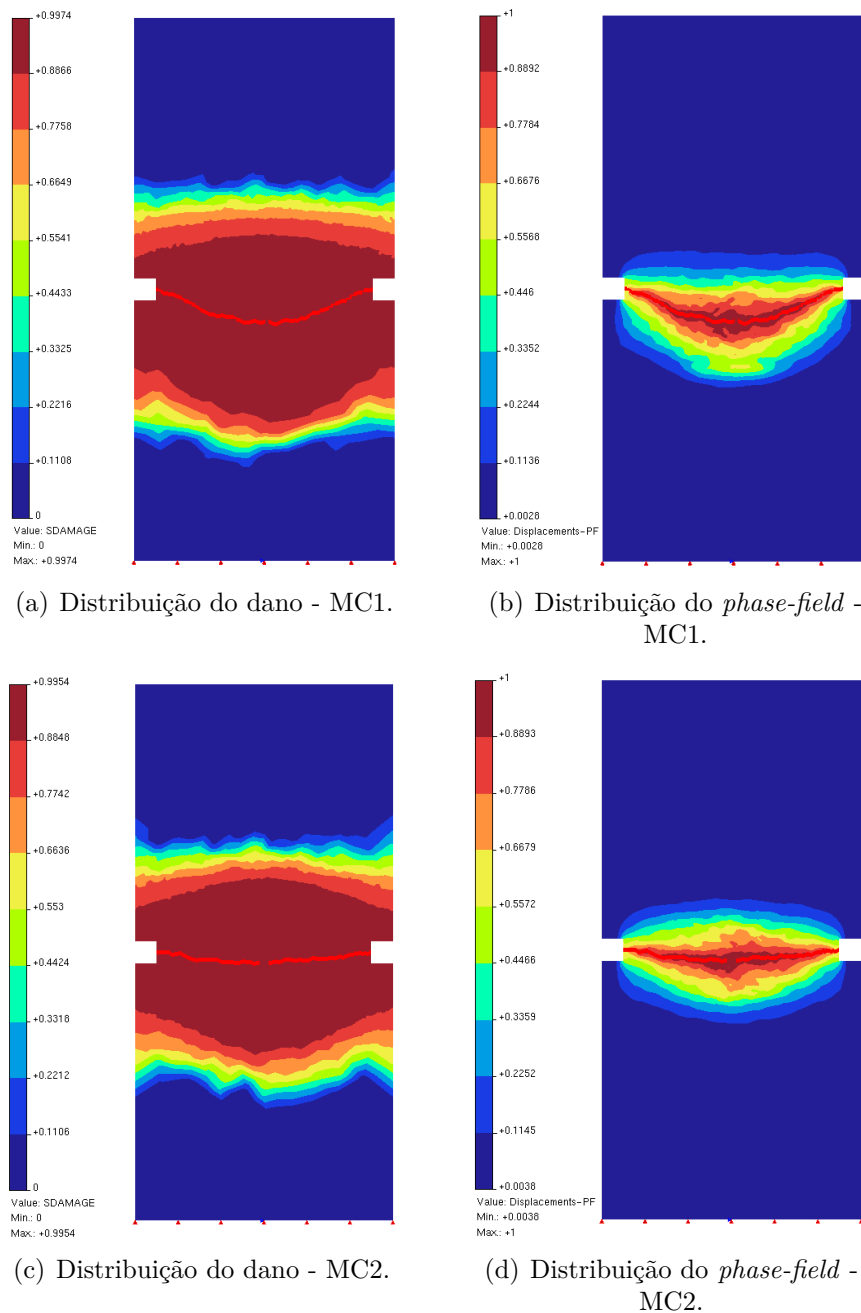 +0.9974
+0.8866
+0.7758
+0.6649
+0.5541
+0.4433
+0.3325
+0.2216
+0.1108
0
Value: SDAMAGE
Min.: 0
Max.: +0.9974
+1
+0.8892
+0.7784
+0.6676
+0.5568
+0.446
+0.3352
+0.2244
+0.1136
+0.0028
Value: Displacements-PF
Min.: +0.0028
Max.: +1
(a) Distribuição do dano - MC1.
(b) Distribuição do phase-field -
MC1.
+0.9954
+0.8848
+0.7742
+0.6636
+0.553
+0.4424
+0.3318
+0.2212
+0.1106
0
Value: SDAMAGE
Min.: 0
Max.: +0.9954
+1
+0.8893
+0.7786
+0.6679
+0.5572
+0.4466
+0.3359
+0.2252
+0.1145
+0.0038
Value: Displacements-PF
Min.: +0.0038
Max.: +1
(c) Distribuição do dano - MC2.
(d) Distribuição do phase-field -
MC2.